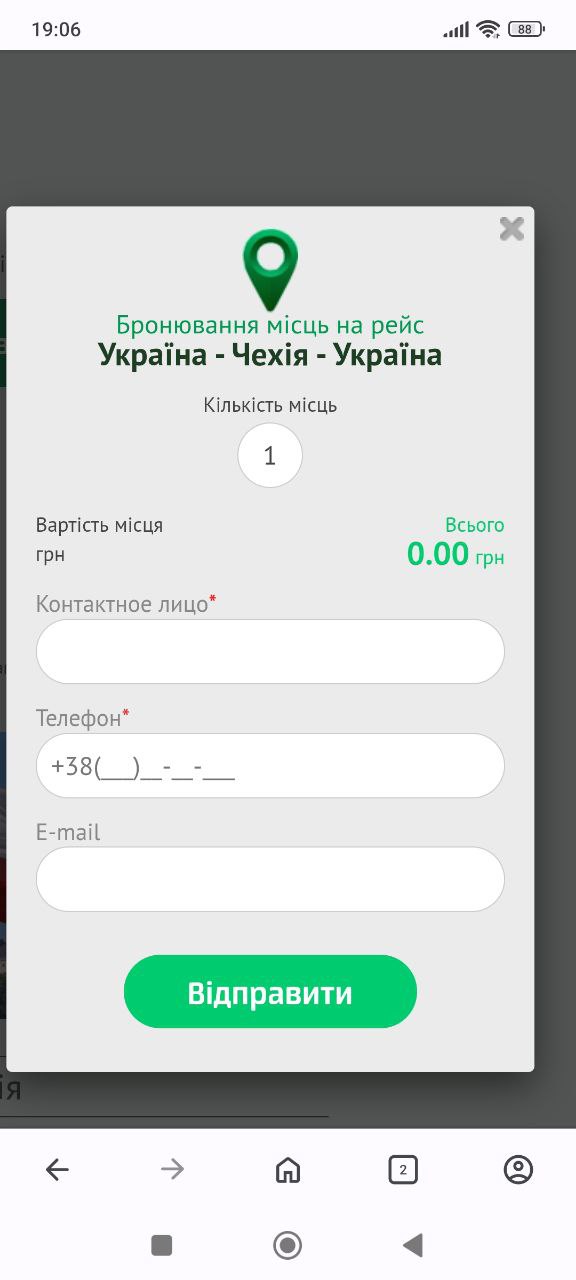 19:06
88
Бронювання місць на рейс
Україна - Чехія - Україна
Кількість місць
1
Вартість місця
грн
Всього
0.00 грн
Контактное лицо*
Телефон*
+38(___)__-__-___
E-mail
Відправити
ія
2